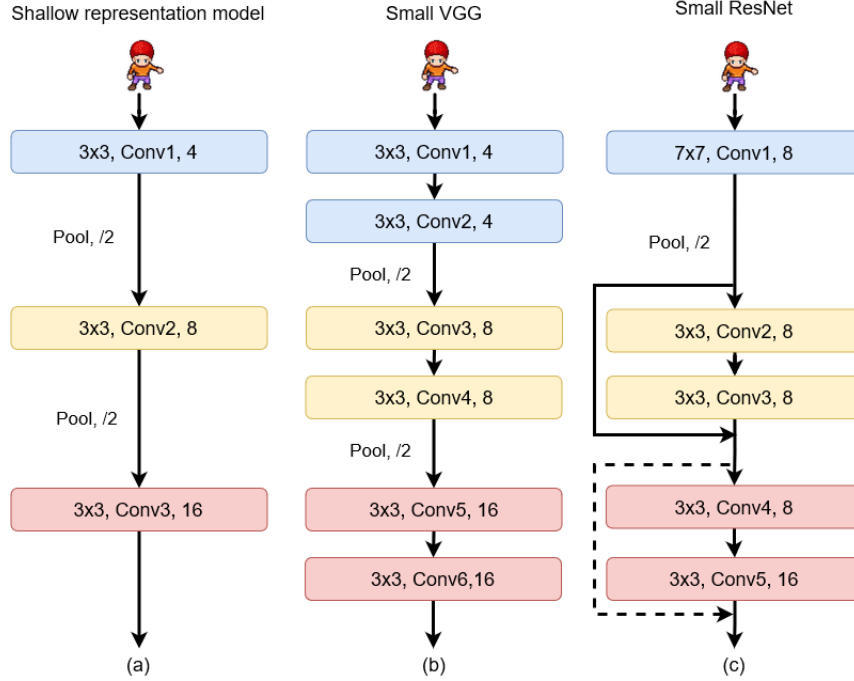 Shallow representation model
3x3, Conv1, 4
Pool, /2
3x3, Conv2, 8
Pool, /2
3x3, Conv3, 16
(a)
Small VGG
3x3, Conv1, 4
3x3, Conv2, 4
Pool, /2
3x3, Conv3, 8
3x3, Conv4, 8
Pool, /2
3x3, Conv5, 16
3x3, Conv6,16
(b)
Small ResNet
7x7, Conv1, 8
Pool, /2
3x3, Conv2, 8
3x3, Conv3, 8
3x3, Conv4, 8
3x3, Conv5, 16
(c)